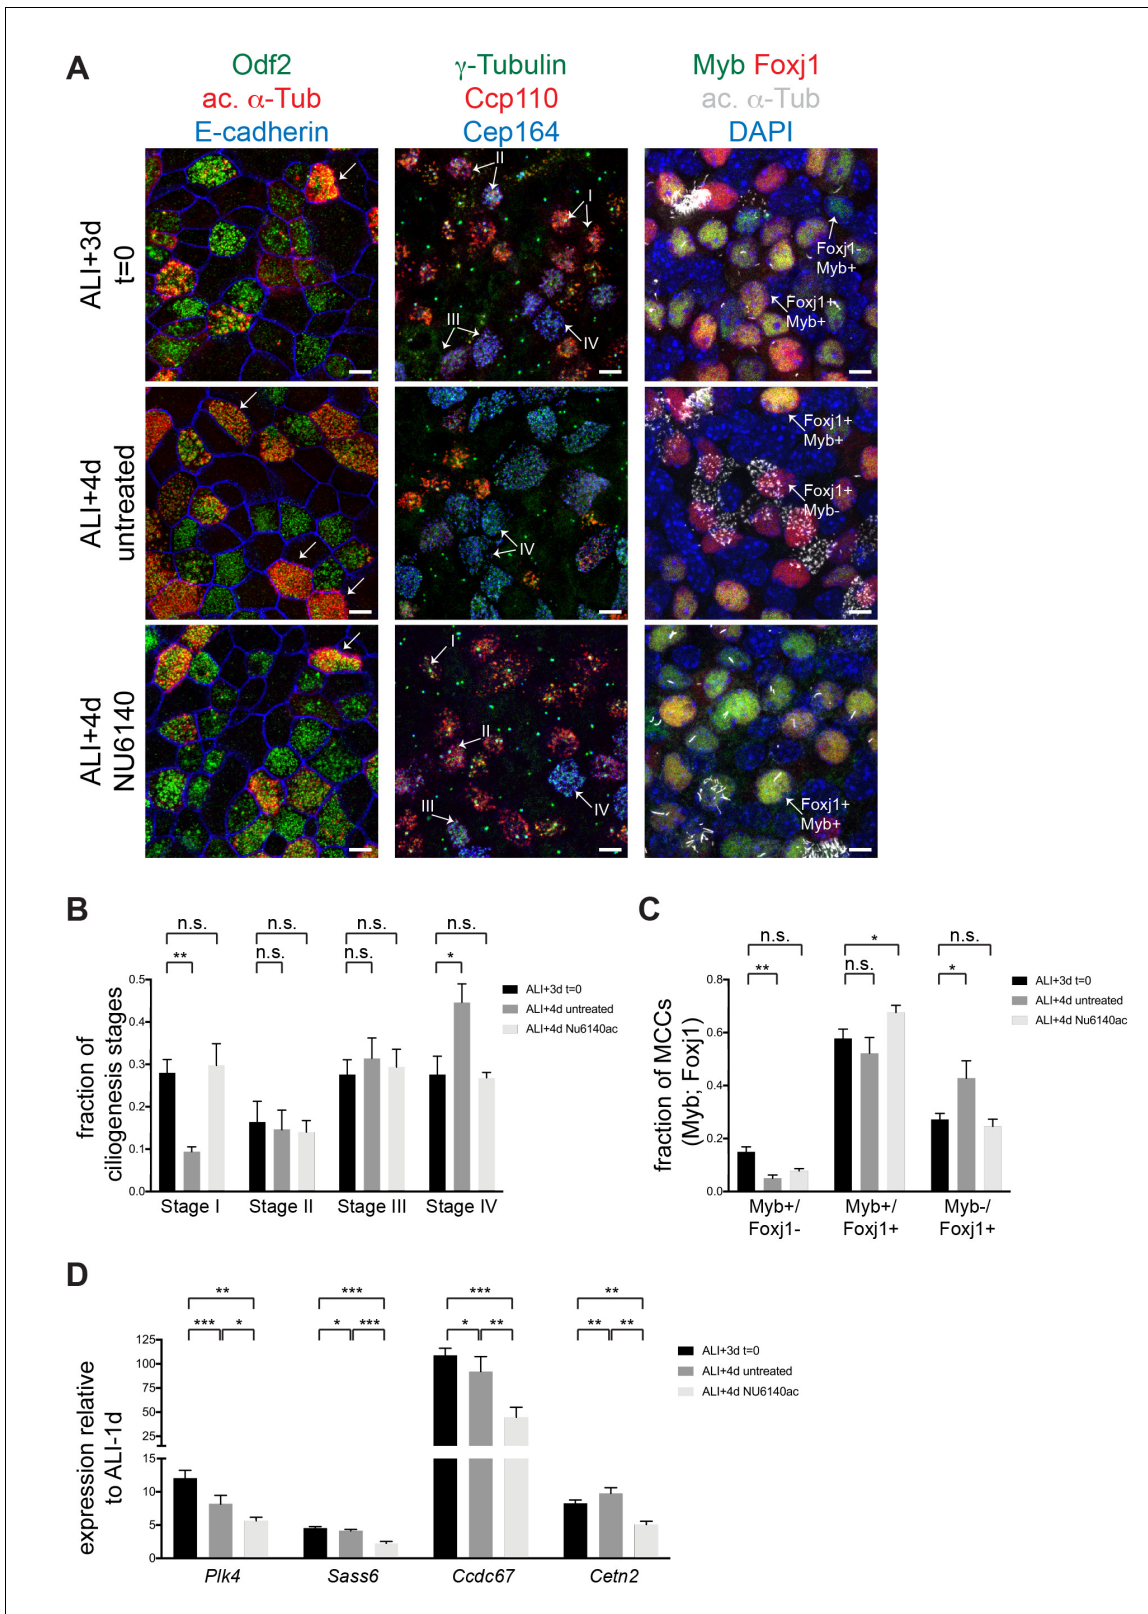 A
Odf2
ac. α-Tub
E-cadherin
γ-Tubulin
Ccp110
Cep164
Myb Foxj1
ac. α-Tub
DAPI
ALI+3d
t=0
II
I
III
IV
Foxj1-
Myb+
Foxj1+
Myb+
ALI+4d
untreated
IV
Foxj1+
Myb+
Foxj1+
Myb-
ALI+4d
NU6140
I
II
III
IV
Foxj1+
Myb+
B
n.s. n.s. n.s. n.s.
** n.s. n.s. *
fraction of
ciliogenesis stages
0.5
0.4
0.3
0.2
0.1
0.0
Stage I Stage II Stage III Stage IV
ALI+3d t=0
ALI+4d untreated
ALI+4d Nu6140ac
C
n.s. * n.s.
** n.s. *
fraction of MCCs
(Myb; Foxj1)
0.8
0.6
0.4
0.2
0.0
Myb+/ Myb+/ Myb-/
Foxj1- Foxj1+ Foxj1+
ALI+3d t=0
ALI+4d untreated
ALI+4d Nu6140ac
D
** *** *** **
*** * * *** * ** ** **
expression relative
to ALI-1d
125
100
75
50
25
15
10
5
0
Plk4 Sass6 Ccdc67 Cetn2
ALI+3d t=0
ALI+4d untreated
ALI+4d NU6140ac